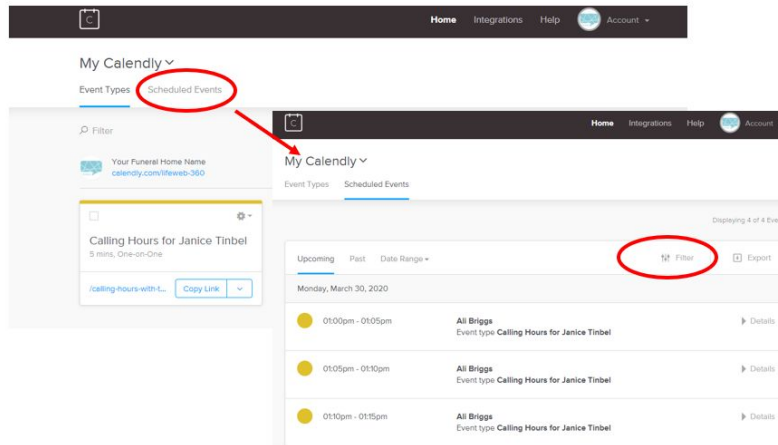 C
Home Integrations Help Account
My Calendly
Event Types Scheduled Events
Filter
Your Funeral Home Name
calendly.com/lifeweb-360
Calling Hours for Janice Tinbel
5 mins, One-on-One
/calling-hours-with-t... Copy Link
C
Home Integrations Help Account
My Calendly
Event Types Scheduled Events
Displaying 4 of 4 Eve
Upcoming Past Date Range Filter Export
Monday, March 30, 2020
01:00pm - 01:05pm Ali Briggs Details
Event type Calling Hours for Janice Tinbel
01:05pm - 01:10pm Ali Briggs Details
Event type Calling Hours for Janice Tinbel
01:10pm - 01:15pm Ali Briggs Details
Event type Calling Hours for Janice Tinbel